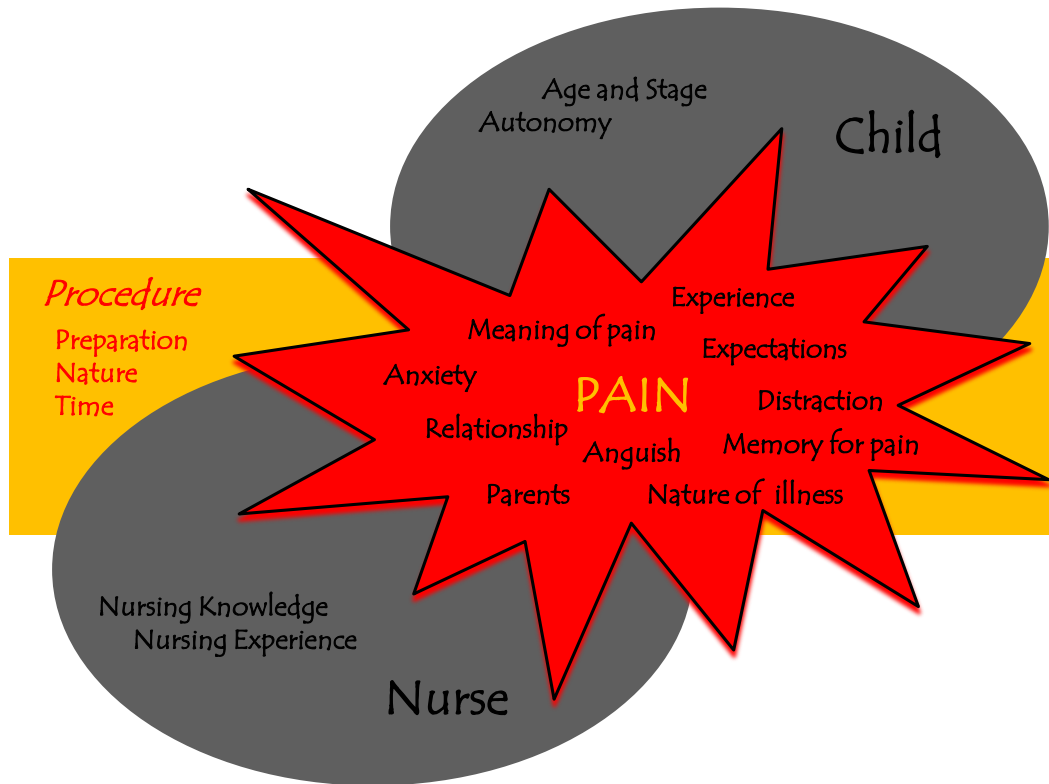 Age and Stage
Autonomy
Child
Procedure
Preparation
Nature
Time
Experience
Meaning of pain
Expectations
Anxiety
PAIN
Distraction
Relationship
Anguish
Memory for pain
Parents
Nature of illness
Nursing Knowledge
Nursing Experience
Nurse